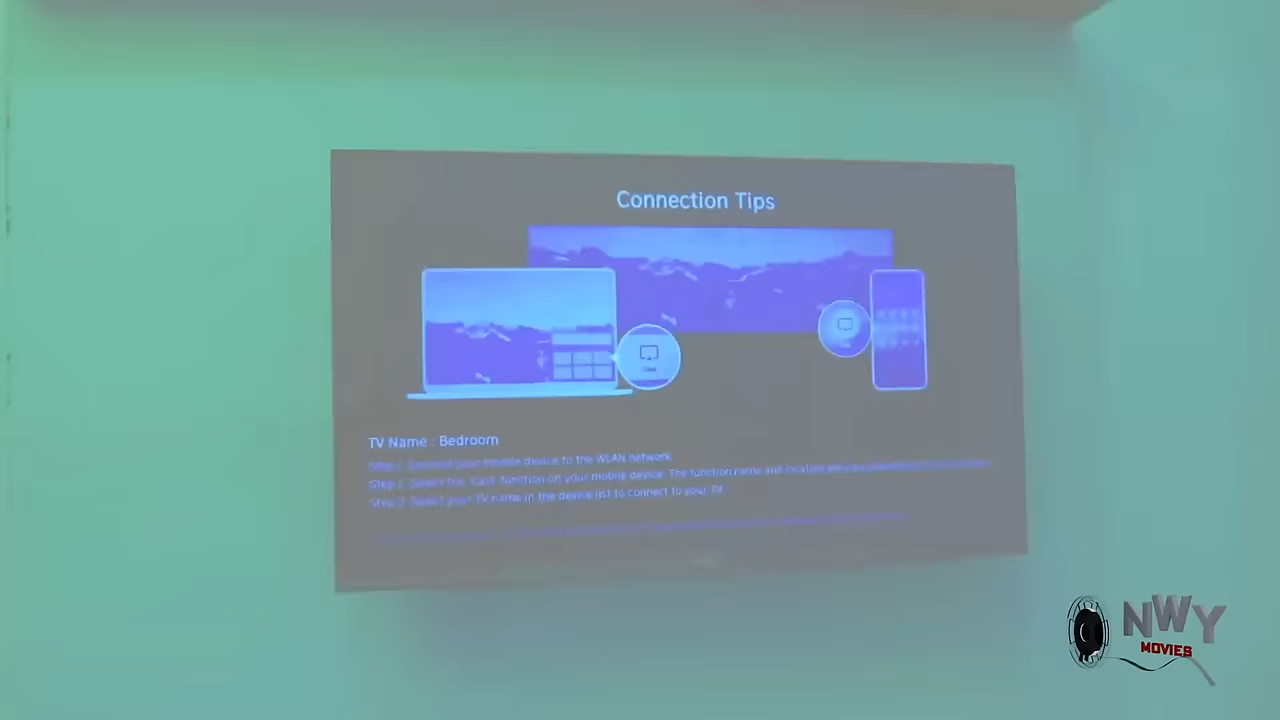 Connection Tips
Cast
TV Name : Bedroom
Step 1. Connect your mobile device to the WLAN network
Step 2. Select the 'Cast' function on your mobile device. The function name and location are
Step 3. Select your TV name in the device list to connect to your TV.
NWY
MOVIES